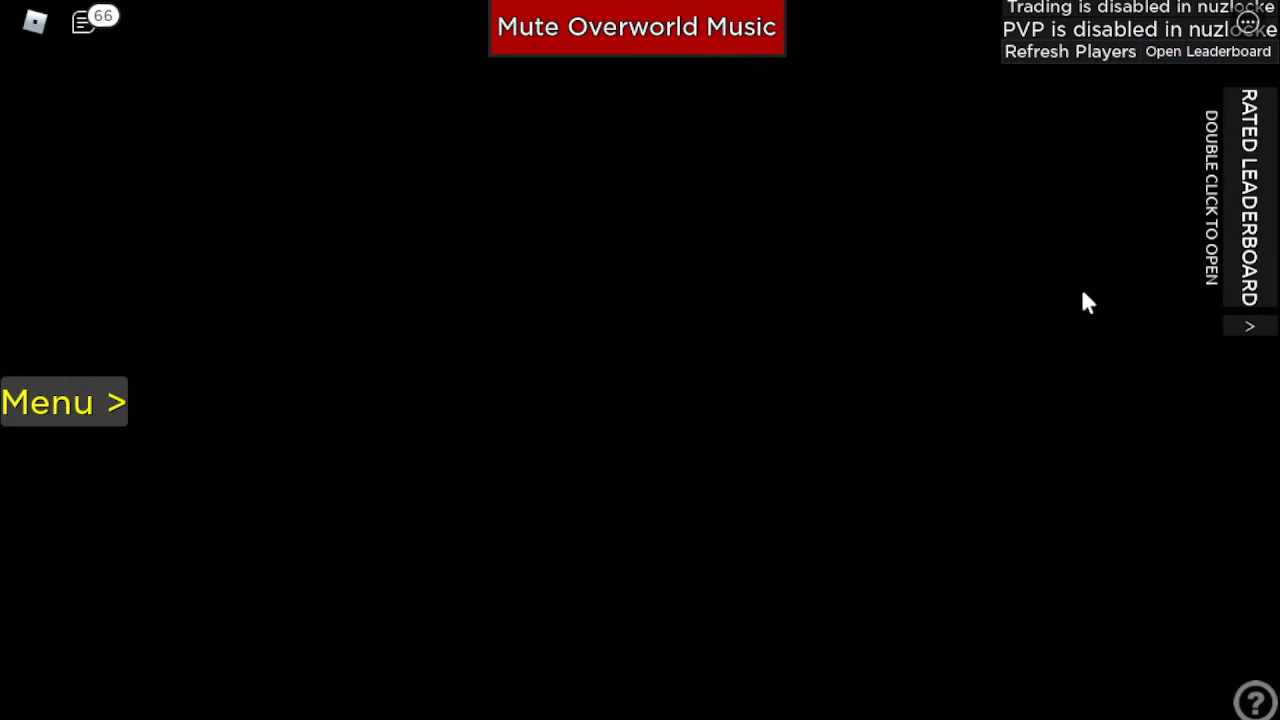 66
Mute Overworld Music
Trading is disabled in nuzlocke
PVP is disabled in nuzlocke
Refresh Players
Open Leaderboard
RATED LEADERBOARD
DOUBLE CLICK TO OPEN
>
Menu >
?